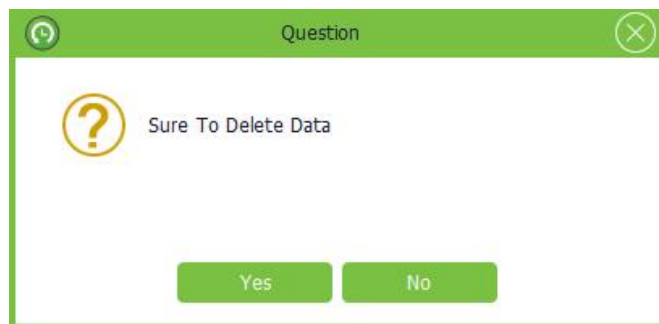 Question
Sure To Delete Data
Yes No